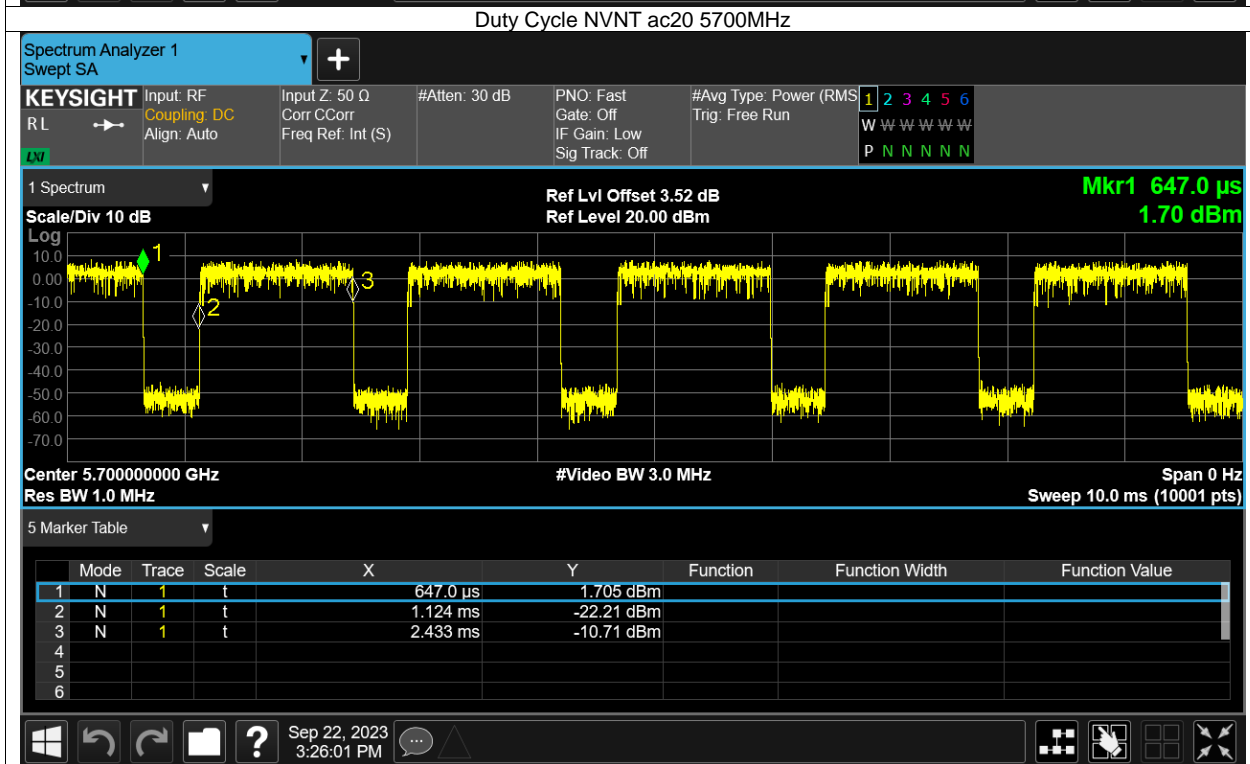 Duty Cycle NVNT ac20 5700MHz
Spectrum Analyzer 1
Swept SA
KEYSIGHT Input: RF Input Z: 50 Ω #Atten: 30 dB PNO: Fast #Avg Type: Power (RMS 1 2 3 4 5 6
RL Coupling: DC Corr CCorr Gate: Off Trig: Free Run W W W W W W
Align: Auto Freq Ref: Int (S) IF Gain: Low P N N N N N
LXI Sig Track: Off
1 Spectrum Ref Lvl Offset 3.52 dB Mkr1 647.0 µs
Scale/Div 10 dB Ref Level 20.00 dBm 1.70 dBm
Log
10.0 1
0.00 3
-10.0 2
-20.0
-30.0
-40.0
-50.0
-60.0
-70.0
Center 5.700000000 GHz #Video BW 3.0 MHz Span 0 Hz
Res BW 1.0 MHz Sweep 10.0 ms (10001 pts)
5 Marker Table
Mode Trace Scale X Y Function Function Width Function Value
1 N 1 t 647.0 µs 1.705 dBm
2 N 1 t 1.124 ms -22.21 dBm
3 N 1 t 2.433 ms -10.71 dBm
4
5
6
? Sep 22, 2023
3:26:01 PM